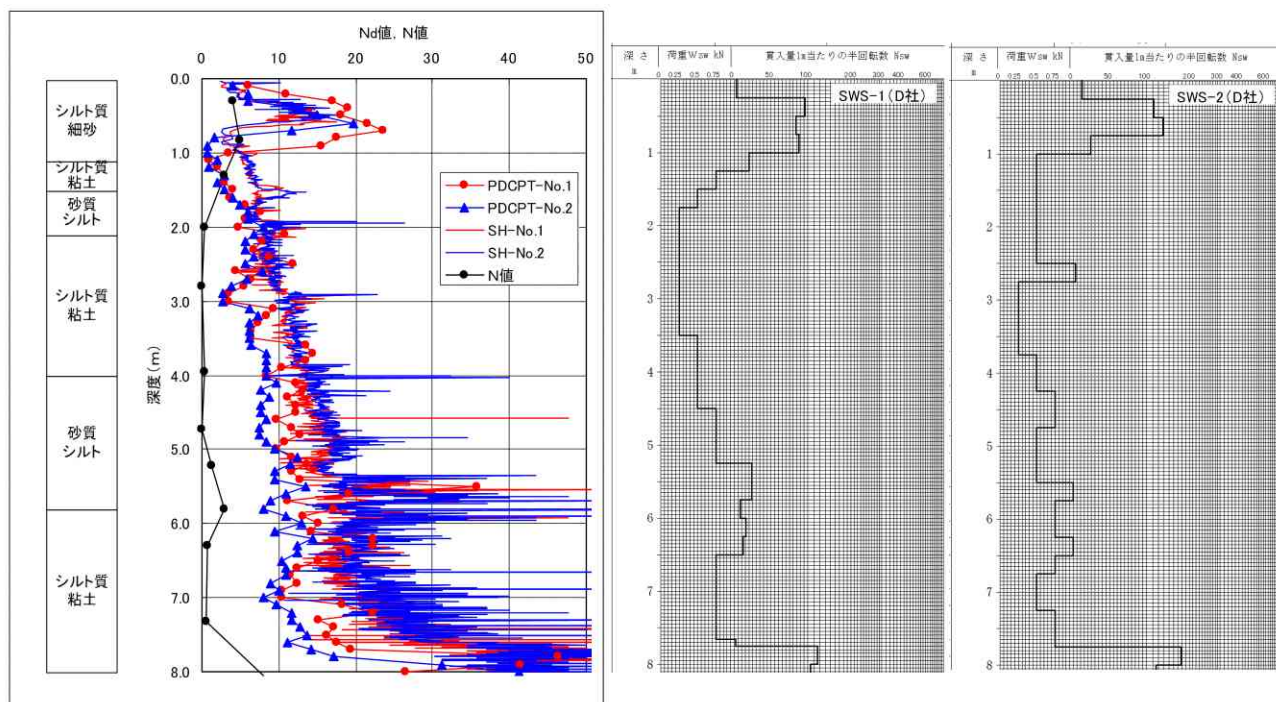 Nd値, N値
0 10 20 30 40 50
0.0
1.0
2.0
3.0
4.0
5.0
6.0
7.0
8.0
深度(m)
シルト質
細砂
シルト質
粘土
砂質
シルト
シルト質
粘土
砂質
シルト
シルト質
粘土
PDCPT-No.1
PDCPT-No.2
SH-No.1
SH-No.2
N値
深 さ 荷重Wsw kN 貫入量1m当たりの半回転数 Nsw
m 0 0.25 0.5 0.75 0 50 100 200 300 400 600
SWS-1(D社)
1
2
3
4
5
6
7
8
深 さ 荷重Wsw kN 貫入量1m当たりの半回転数 Nsw
m 0 0.25 0.5 0.75 0 50 100 200 300 400 600
SWS-2(D社)
1
2
3
4
5
6
7
8